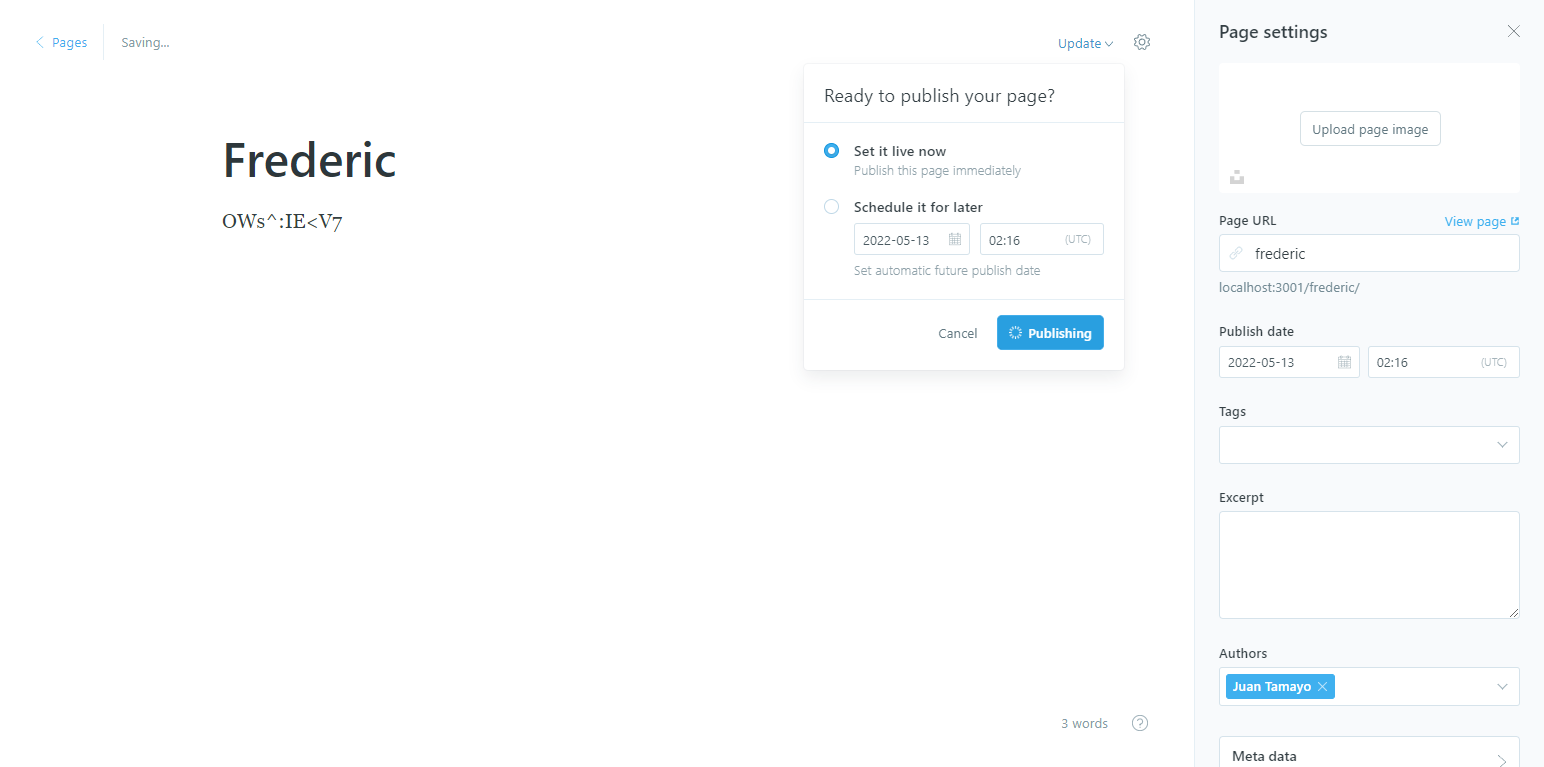 Pages
Saving...
Update
Frederic
OWs^:IE<V7
Ready to publish your page?
Set it live now
Publish this page immediately
Schedule it for later
2022-05-13
02:16 (UTC)
Set automatic future publish date
Cancel
Publishing
3 words
?
Page settings
Upload page image
Page URL
View page
frederic
localhost:3001/frederic/
Publish date
2022-05-13
02:16 (UTC)
Tags
Excerpt
Authors
Juan Tamayo
Meta data